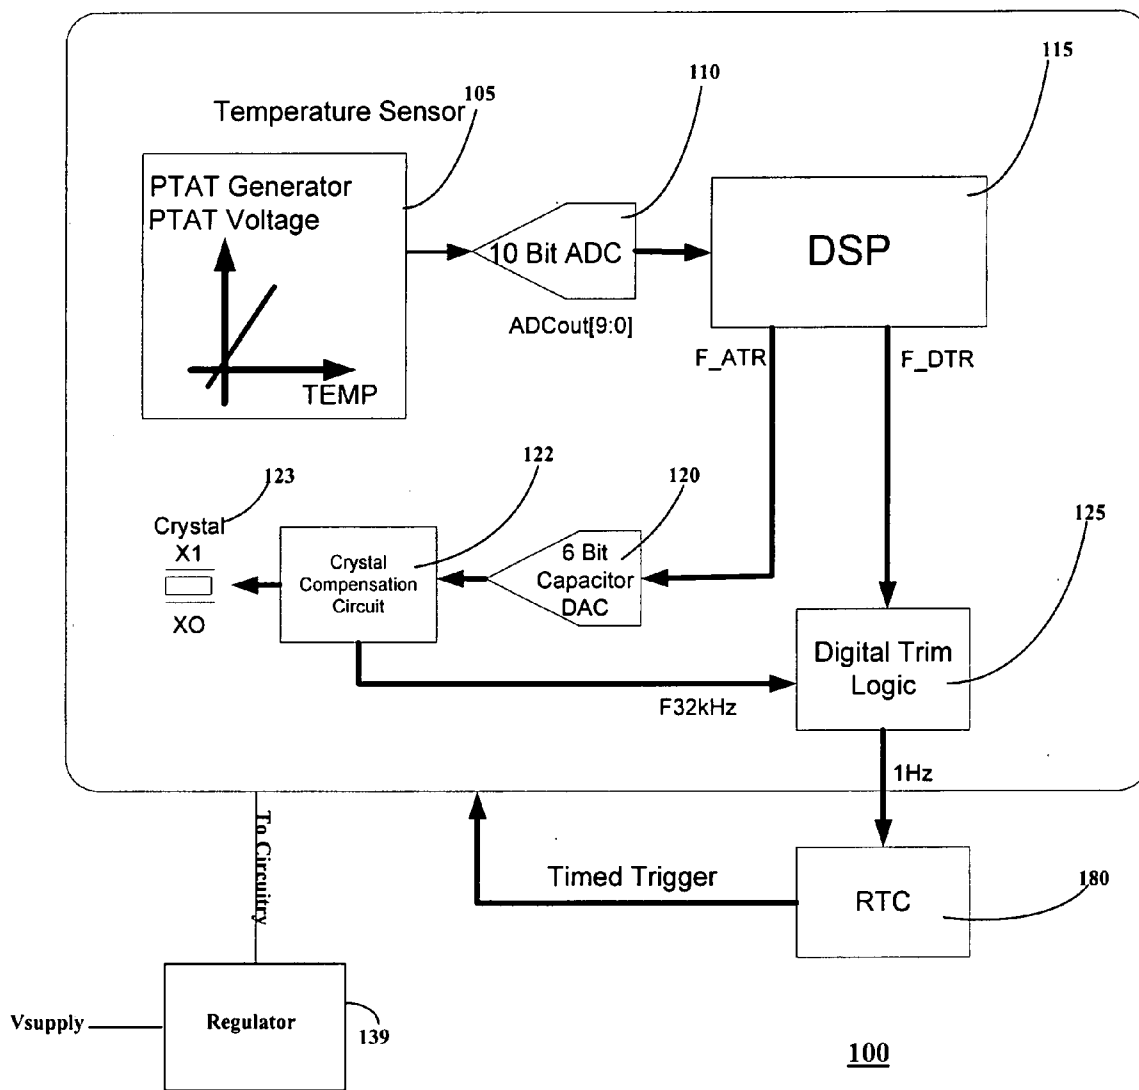 115
110
105
Temperature Sensor
PTAT Generator
PTAT Voltage
TEMP
10 Bit ADC
ADCout[9:0]
DSP
F_ATR
F_DTR
123
122
120
125
Crystal
X1
XO
Crystal
Compensation
Circuit
6 Bit
Capacitor
DAC
Digital Trim
Logic
F32kHz
1Hz
To Circuitry
Timed Trigger
RTC
180
Vsupply
Regulator
139
100